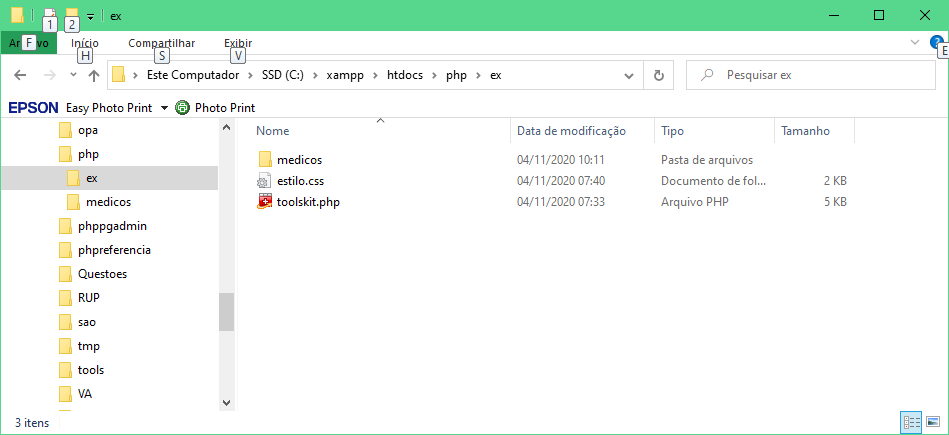 1 2 ex
Arquivo Início Compartilhar Exibir
F H S V E
Este Computador SSD (C:) xampp htdocs php ex
Pesquisar ex
EPSON Easy Photo Print Photo Print
opa
php
ex
medicos
phppgadmin
phpreferencia
Questoes
RUP
sao
tmp
tools
VA
Nome Data de modificação Tipo Tamanho
medicos 04/11/2020 10:11 Pasta de arquivos
estilo.css 04/11/2020 07:40 Documento de fol... 2 KB
toolskit.php 04/11/2020 07:33 Arquivo PHP 5 KB
3 itens